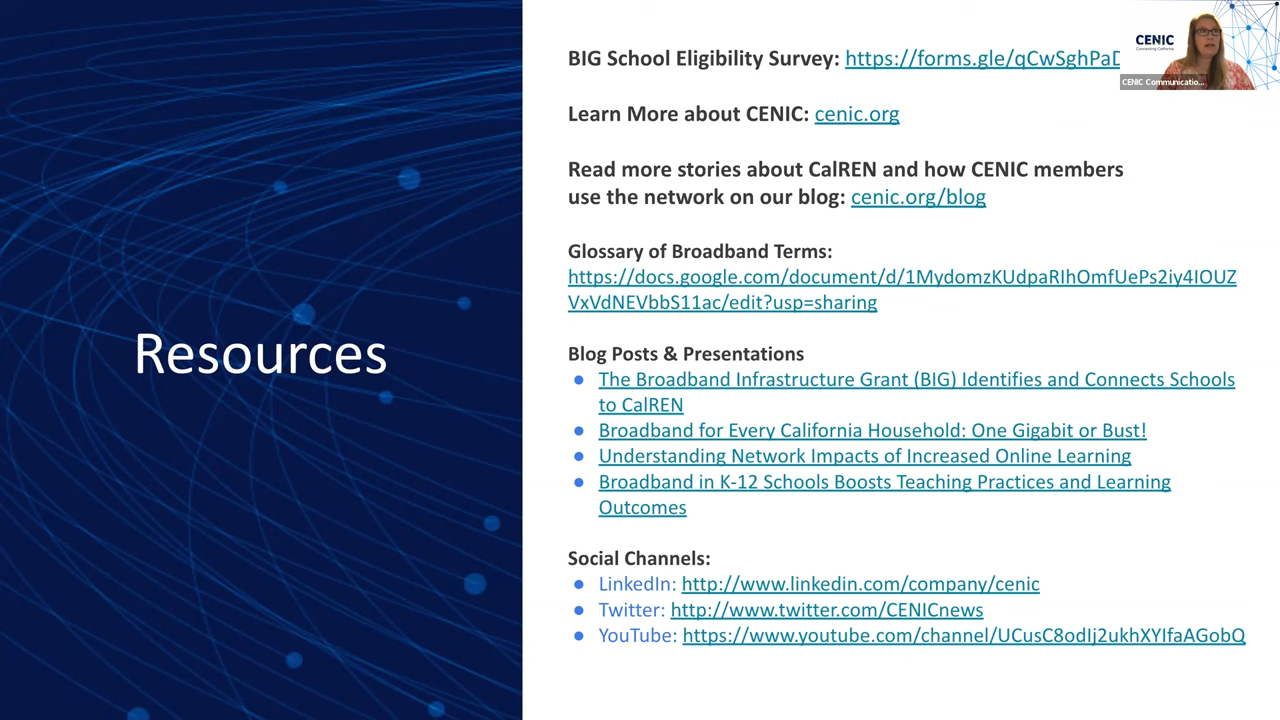 BIG School Eligibility Survey: https://forms.gle/qCwSghPaD
CENIC
Connecting California
CENIC Communicatio...
Learn More about CENIC: cenic.org
Read more stories about CalREN and how CENIC members
use the network on our blog: cenic.org/blog
Glossary of Broadband Terms:
https://docs.google.com/document/d/1MydomzKUdpaRIhOmfUePs2iy4IOUZ
VxVdNEVbbS11ac/edit?usp=sharing
Resources
Blog Posts & Presentations
● The Broadband Infrastructure Grant (BIG) Identifies and Connects Schools
to CalREN
● Broadband for Every California Household: One Gigabit or Bust!
● Understanding Network Impacts of Increased Online Learning
● Broadband in K-12 Schools Boosts Teaching Practices and Learning
Outcomes
Social Channels:
● LinkedIn: http://www.linkedin.com/company/cenic
● Twitter: http://www.twitter.com/CENICnews
● YouTube: https://www.youtube.com/channel/UCusC8odIj2ukhXYIfaAGobQ